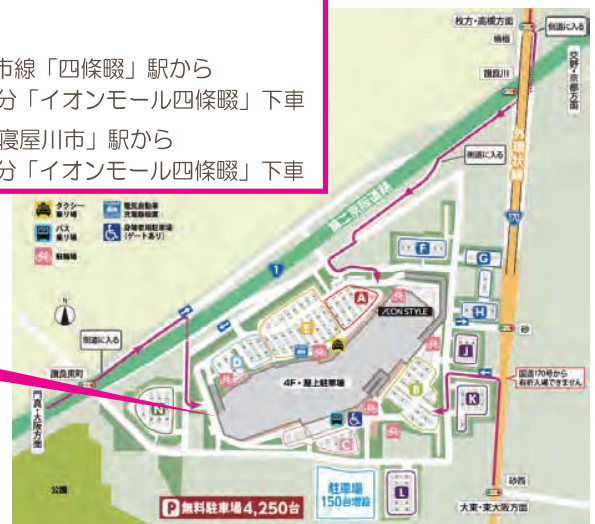 市線「四條畷」駅から
分「イオンモール四條畷」下車
寝屋川市」駅から
分「イオンモール四條畷」下車
枚方・高槻方面
側道に入る
楠根
讃良川
交野・京都方面
外環状線
側道に入る
第二京阪道路
170
タクシー
乗り場
電気自動車
充電器設置
バス
乗り場
身障者用駐車場
(ゲートあり)
駐輪場
1
F
G
N
A
ÆON STYLE
H
E
砂
側道に入る
D
J
讃良東町
4F・屋上駐車場
国道170号から
右折入場できません
B
K
門真・大阪方面
N
C
砂西
公園
P 無料駐車場4,250台
駐車場
150台増設
L
大東・東大阪方面